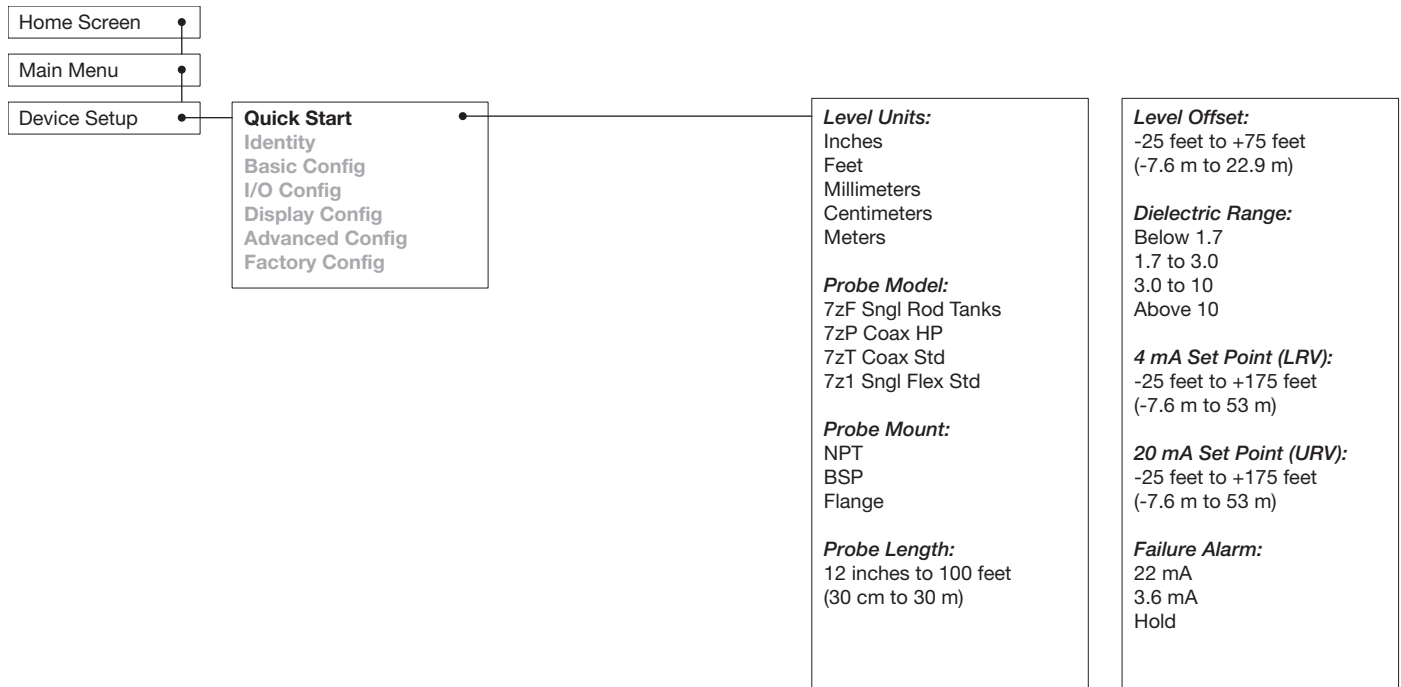 Home Screen
Main Menu
Device Setup
Quick Start
Identity
Basic Config
I/O Config
Display Config
Advanced Config
Factory Config
Level Units:
Inches
Feet
Millimeters
Centimeters
Meters
Probe Model:
7zF Sngl Rod Tanks
7zP Coax HP
7zT Coax Std
7z1 Sngl Flex Std
Probe Mount:
NPT
BSP
Flange
Probe Length:
12 inches to 100 feet
(30 cm to 30 m)
Level Offset:
-25 feet to +75 feet
(-7.6 m to 22.9 m)
Dielectric Range:
Below 1.7
1.7 to 3.0
3.0 to 10
Above 10
4 mA Set Point (LRV):
-25 feet to +175 feet
(-7.6 m to 53 m)
20 mA Set Point (URV):
-25 feet to +175 feet
(-7.6 m to 53 m)
Failure Alarm:
22 mA
3.6 mA
Hold